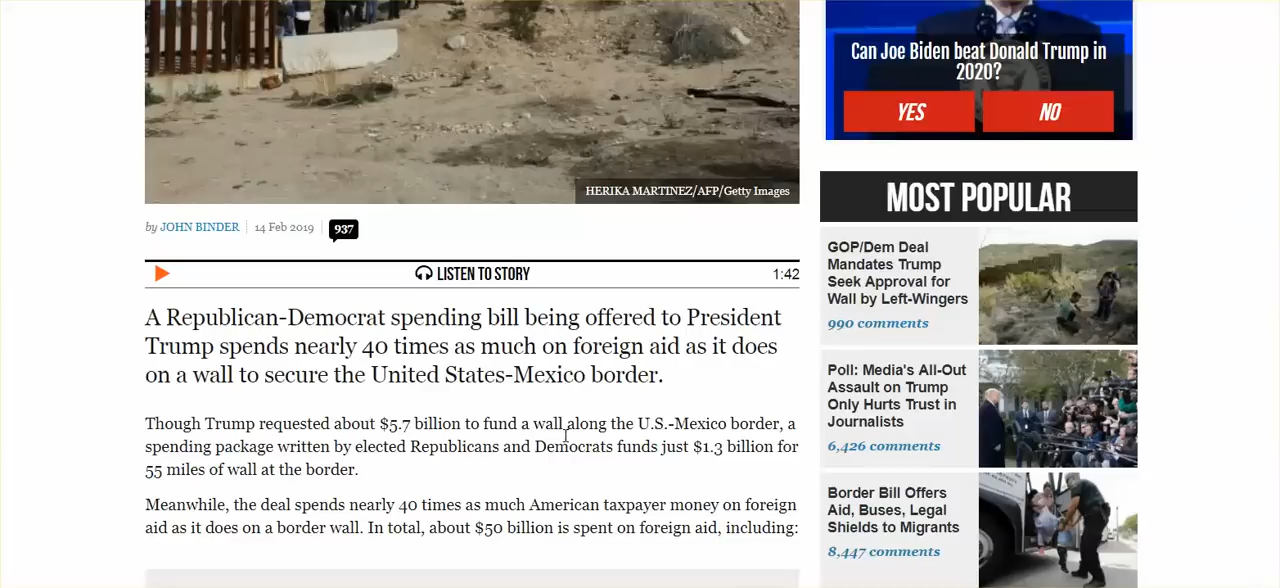 HERIKA MARTINEZ/AFP/Getty Images
by JOHN BINDER
14 Feb 2019
937
LISTEN TO STORY
1:42
A Republican-Democrat spending bill being offered to President
Trump spends nearly 40 times as much on foreign aid as it does
on a wall to secure the United States-Mexico border.
Though Trump requested about $5.7 billion to fund a wall along the U.S.-Mexico border, a
spending package written by elected Republicans and Democrats funds just $1.3 billion for
55 miles of wall at the border.
Meanwhile, the deal spends nearly 40 times as much American taxpayer money on foreign
aid as it does on a border wall. In total, about $50 billion is spent on foreign aid, including:
Can Joe Biden beat Donald Trump in
2020?
YES
NO
MOST POPULAR
GOP/Dem Deal
Mandates Trump
Seek Approval for
Wall by Left-Wingers
990 comments
Poll: Media's All-Out
Assault on Trump
Only Hurts Trust in
Journalists
6,426 comments
Border Bill Offers
Aid, Buses, Legal
Shields to Migrants
8,447 comments